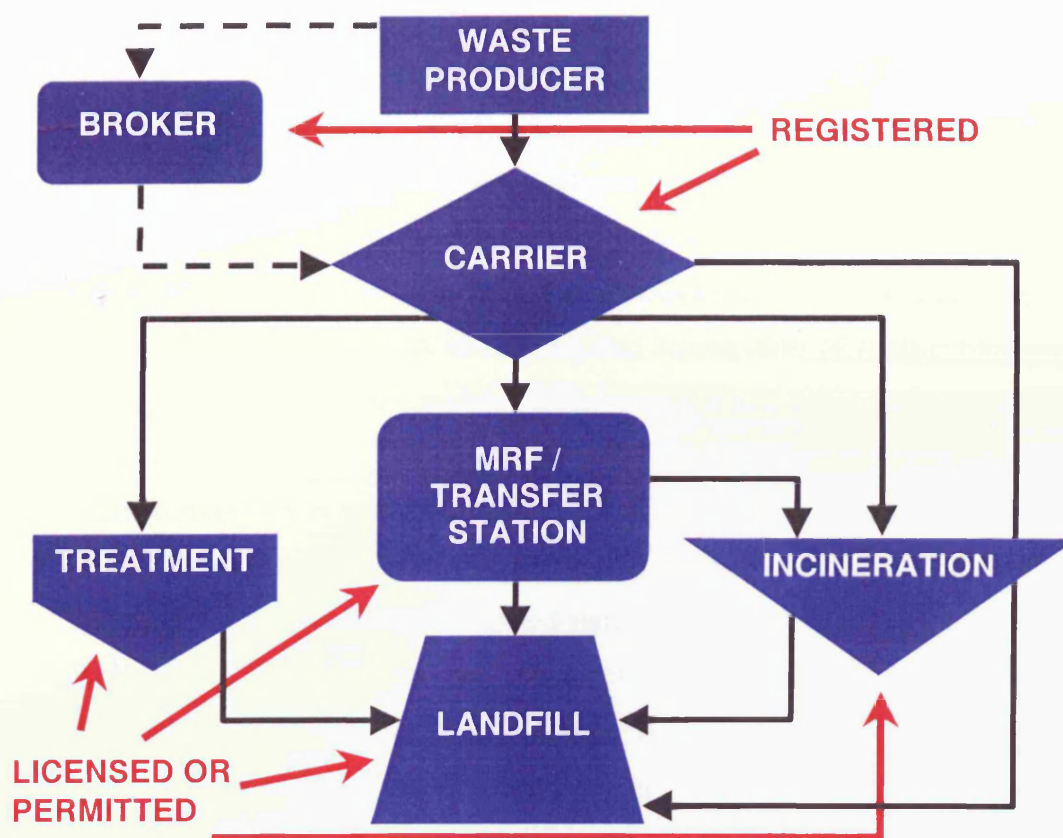 WASTE
PRODUCER
BROKER
REGISTERED
CARRIER
MRF /
TRANSFER
STATION
TREATMENT
INCINERATION
LANDFILL
LICENSED OR
PERMITTED